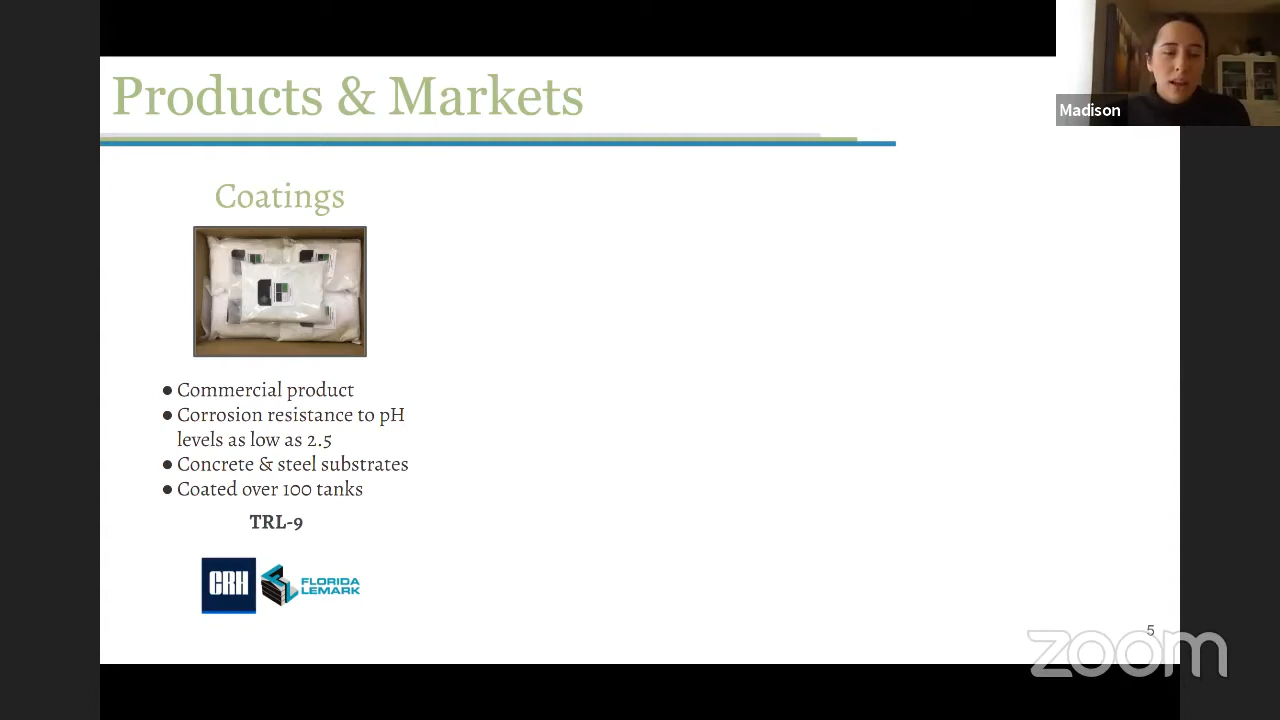 Products & Markets
Madison
Coatings
● Commercial product
● Corrosion resistance to pH
levels as low as 2.5
● Concrete & steel substrates
● Coated over 100 tanks
TRL-9
CRH
FLORIDA
LEMARK
5
zoom